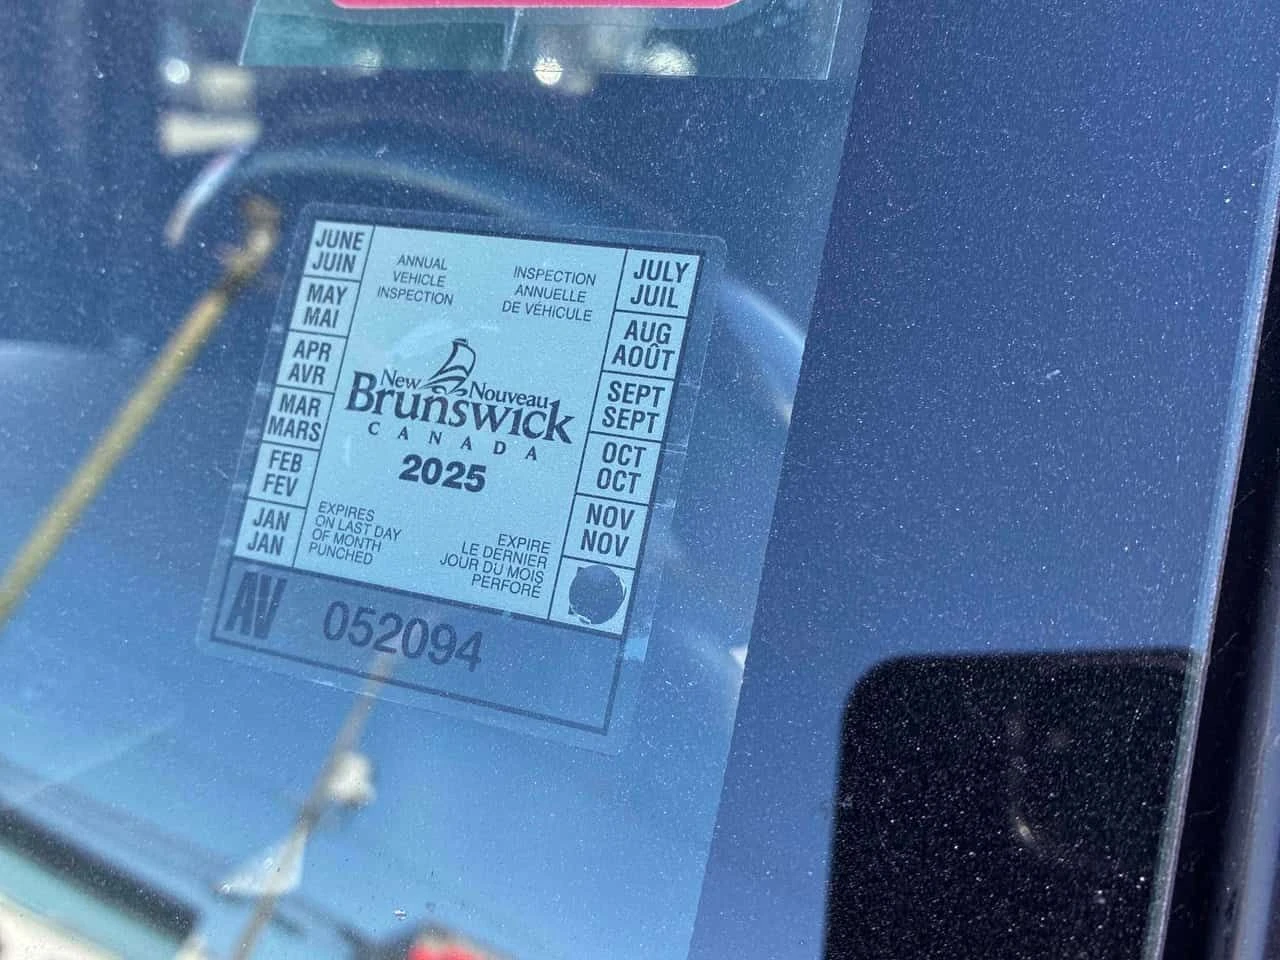 JUNE
JUIN
MAY
MAI
APR
AVR
MAR
MARS
FEB
FEV
JAN
JAN
ANNUAL
VEHICLE
INSPECTION
INSPECTION
ANNUELLE
DE VÉHICULE
New Nouveau
Brunswick
CANADA
2025
EXPIRES
ON LAST DAY
OF MONTH
PUNCHED
EXPIRE
LE DERNIER
JOUR DU MOIS
PERFORÉ
JULY
JUIL
AUG
AOÛT
SEPT
SEPT
OCT
OCT
NOV
NOV
AV 052094